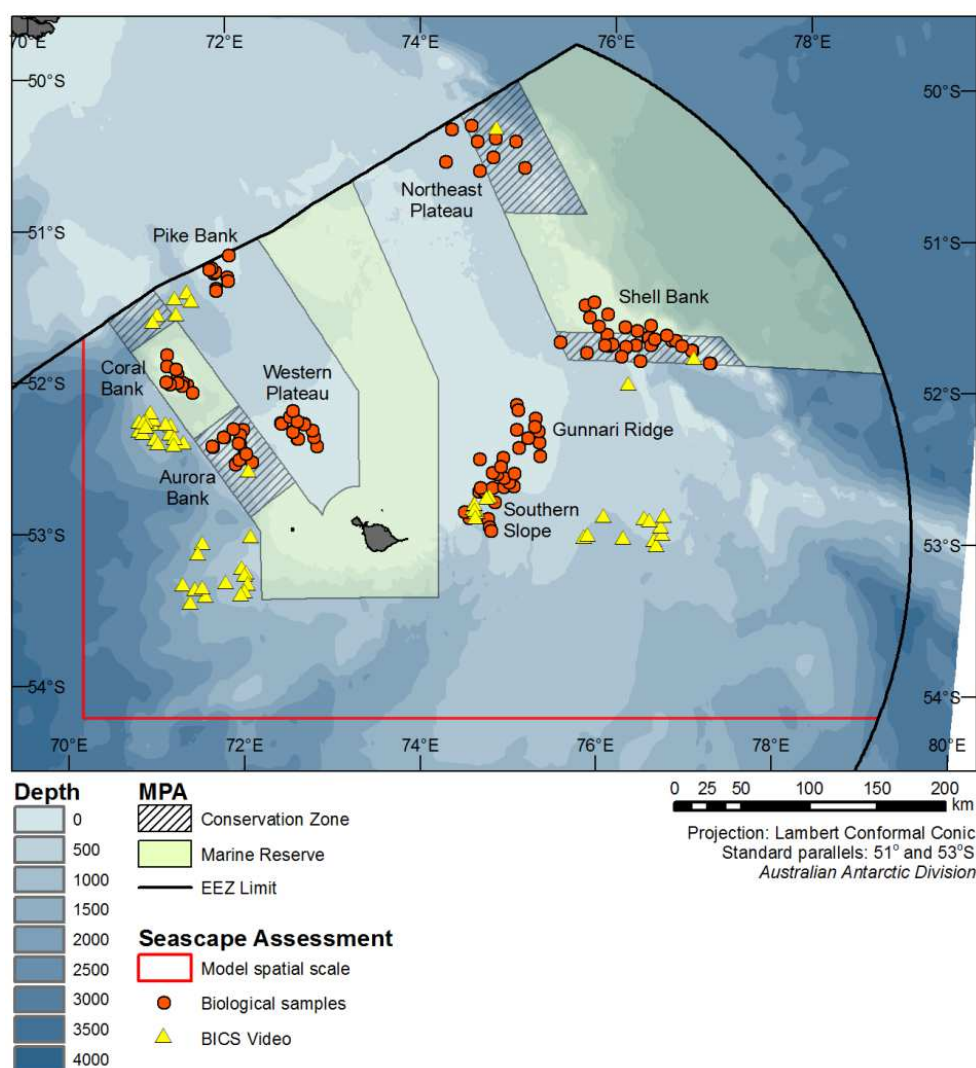 70°E
72°E
74°E
76°E
78°E
50°S
50°S
Northeast
Plateau
51°S
51°S
Pike Bank
Shell Bank
Coral
Bank
52°S
52°S
Western
Plateau
Gunnari Ridge
Aurora
Bank
Southern
Slope
53°S
53°S
54°S
54°S
70°E
72°E
74°E
76°E
78°E
80°E
Depth
0
500
1000
1500
2000
2500
3000
3500
4000
MPA
Conservation Zone
Marine Reserve
EEZ Limit
Seascape Assessment
Model spatial scale
Biological samples
BICS Video
0 25 50 100 150 200
km
Projection: Lambert Conformal Conic
Standard parallels: 51° and 53°S
Australian Antarctic Division